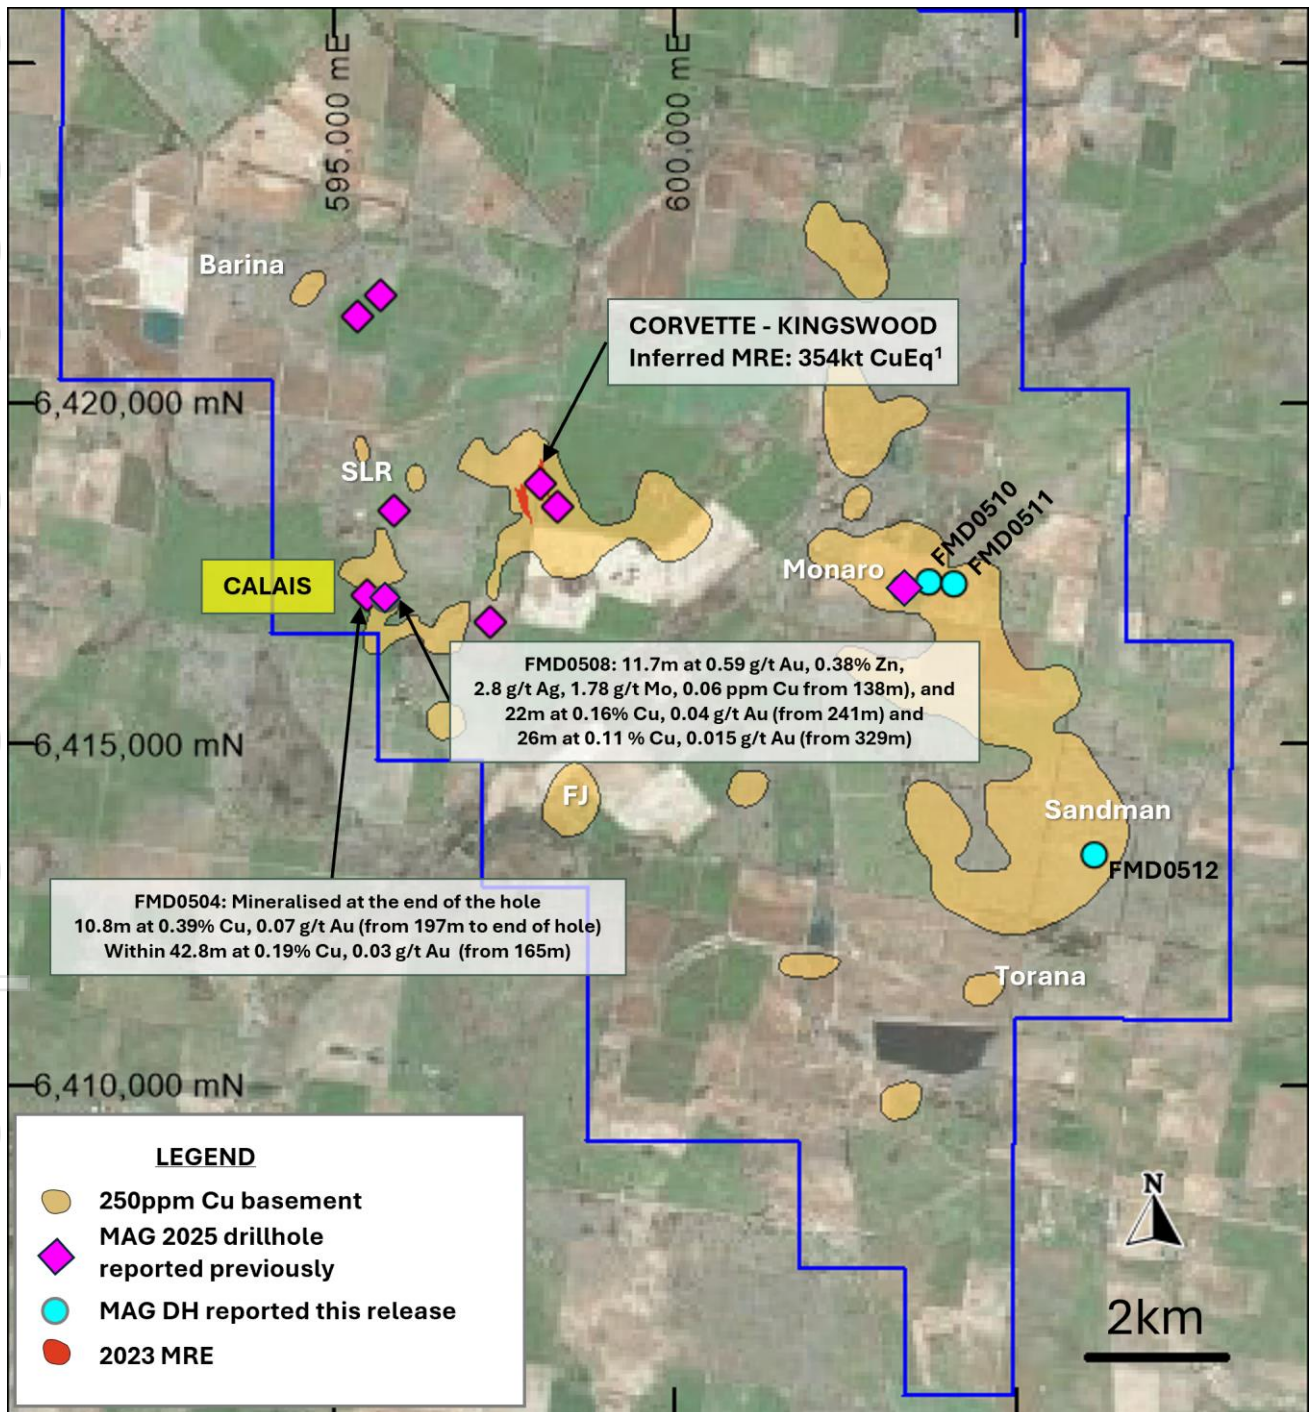 595,000 mE
600,000 mE
Barina
CORVETTE - KINGSWOOD
Inferred MRE: 354kt CuEq¹
6,420,000 mN
SLR
FMD0510
FMD0511
Monaro
CALAIS
FMD0508: 11.7m at 0.59 g/t Au, 0.38% Zn,
2.8 g/t Ag, 1.78 g/t Mo, 0.06 ppm Cu from 138m), and
22m at 0.16% Cu, 0.04 g/t Au (from 241m) and
26m at 0.11 % Cu, 0.015 g/t Au (from 329m)
6,415,000 mN
FJ
Sandman
FMD0512
FMD0504: Mineralised at the end of the hole
10.8m at 0.39% Cu, 0.07 g/t Au (from 197m to end of hole)
Within 42.8m at 0.19% Cu, 0.03 g/t Au (from 165m)
Torana
6,410,000 mN
LEGEND
250ppm Cu basement
MAG 2025 drillhole
reported previously
MAG DH reported this release
2023 MRE
N
2km